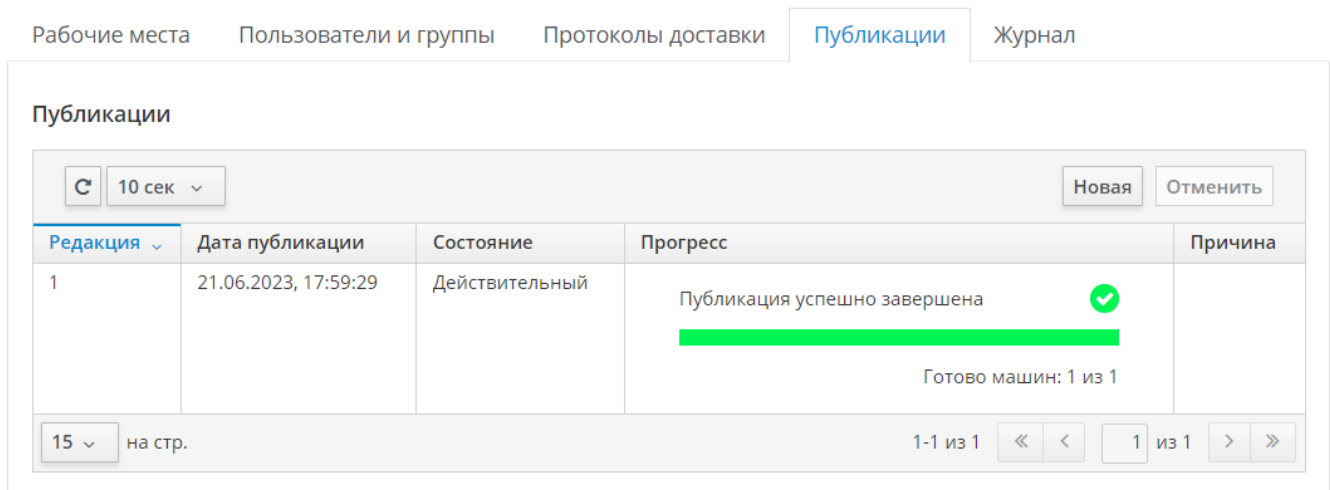 Рабочие места Пользователи и группы Протоколы доставки Публикации Журнал
Публикации
10 сек Новая Отменить
Редакция Дата публикации Состояние Прогресс Причина
1 21.06.2023, 17:59:29 Действительный Публикация успешно завершена
Готово машин: 1 из 1
15 на стр. 1-1 из 1 1 из 1